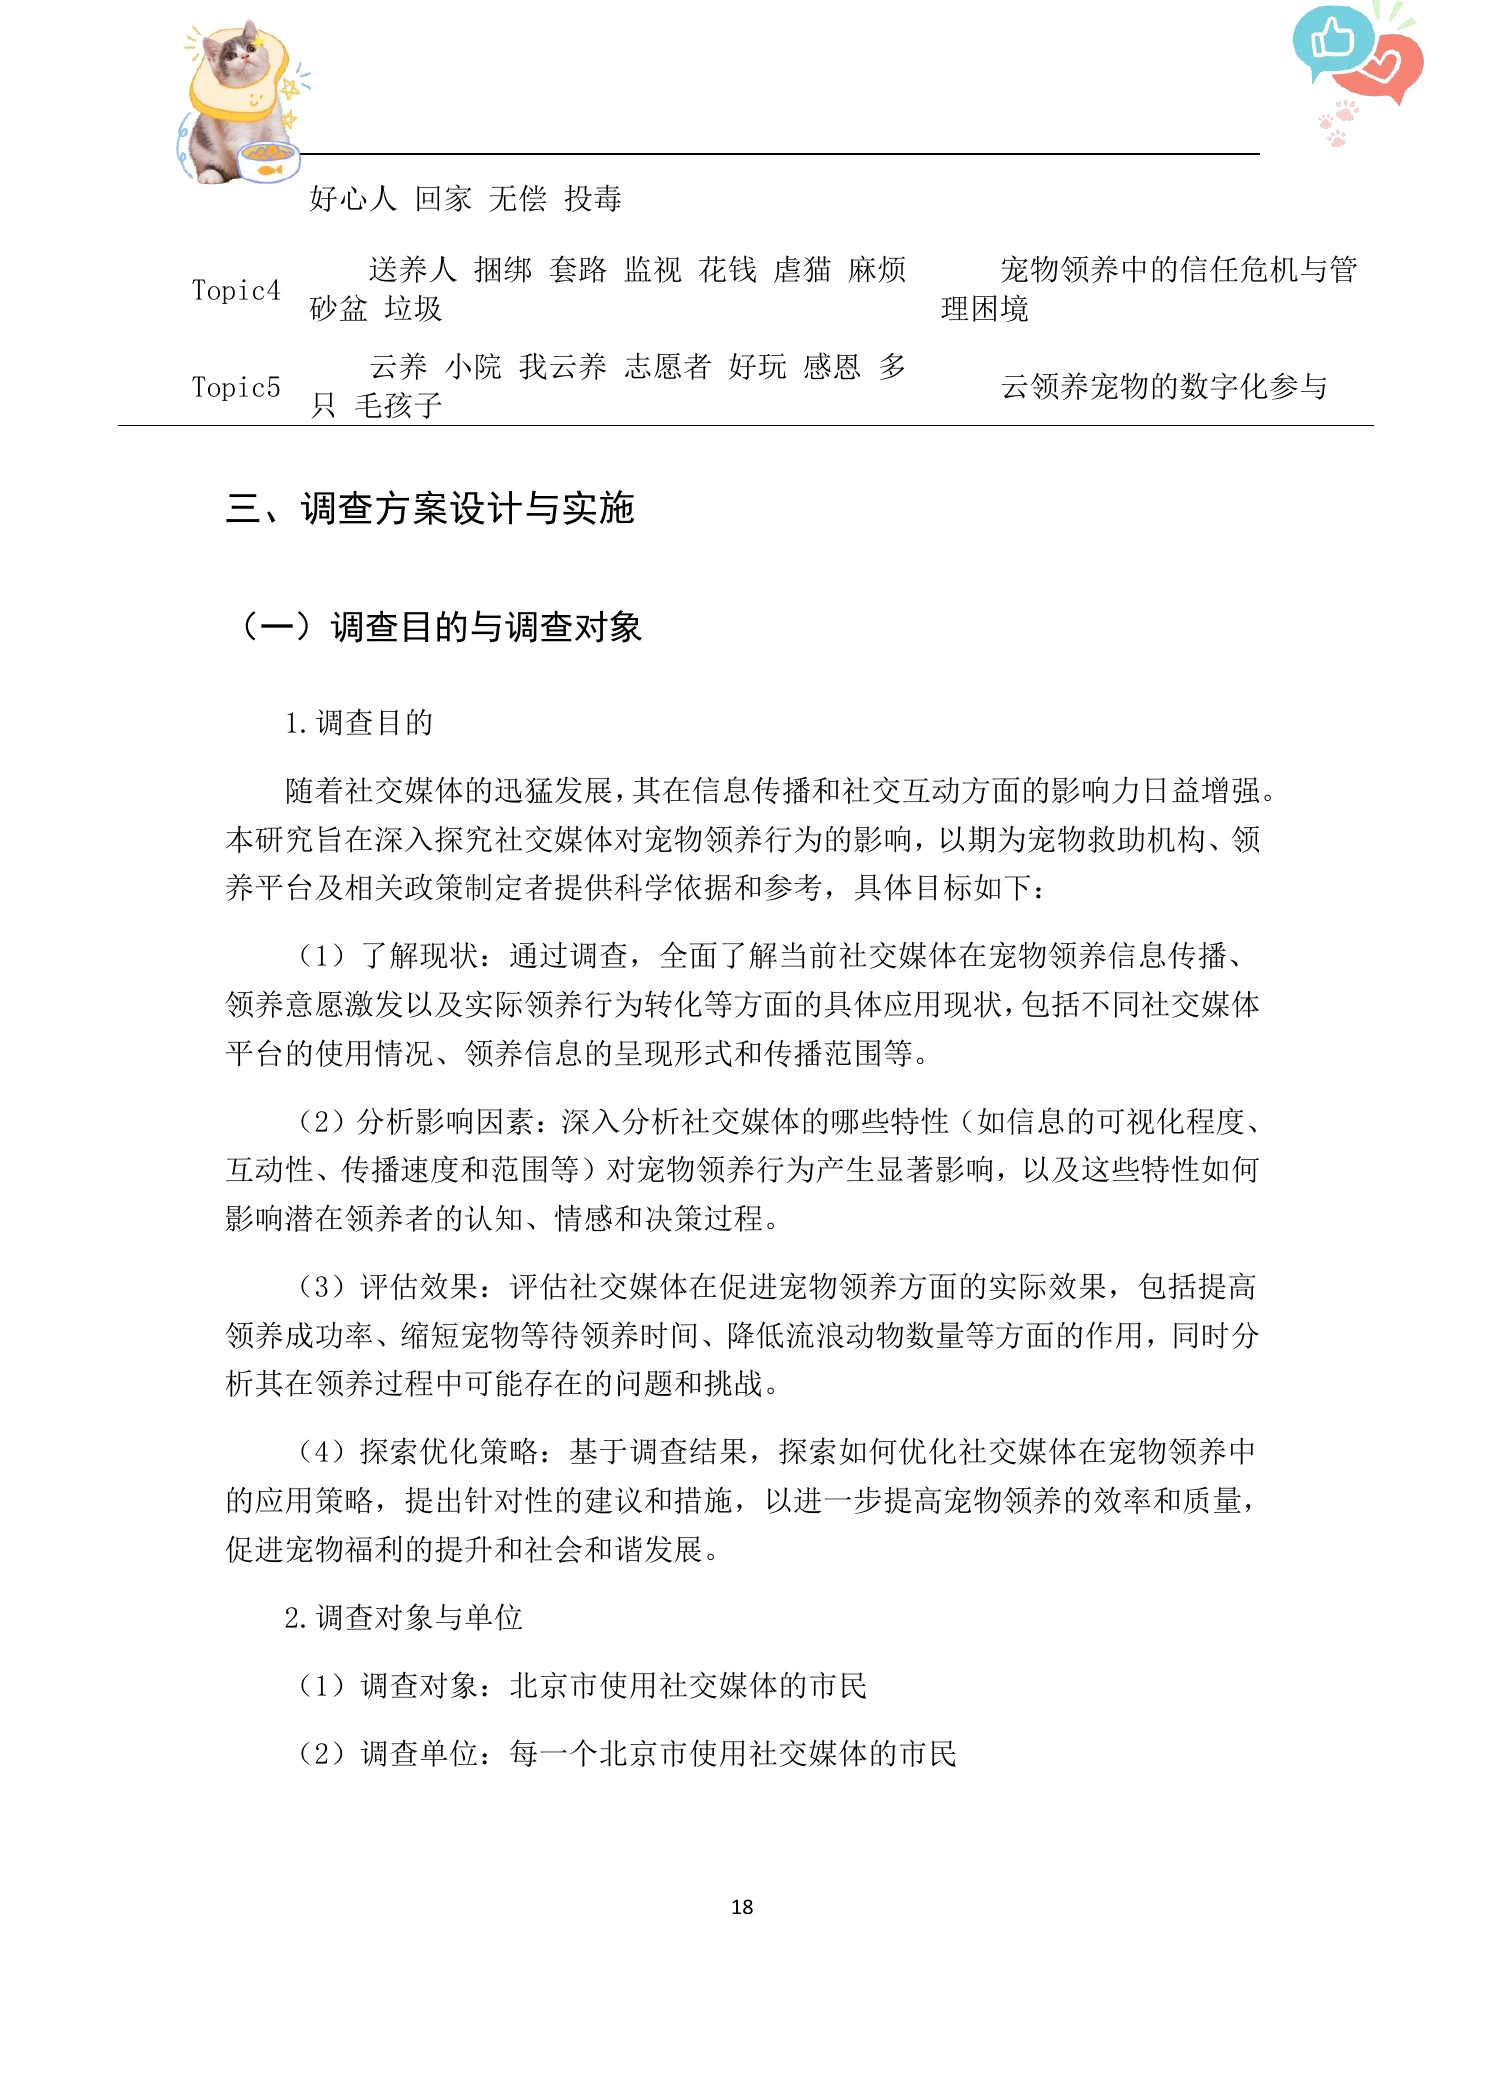 好心人 回家 无偿 投毒
Topic4
送养人 捆绑 套路 监视 花钱 虐猫 麻烦
砂盆 垃圾
宠物领养中的信任危机与管
理困境
Topic5
云养 小院 我云养 志愿者 好玩 感恩 多
只 毛孩子
云领养宠物的数字化参与
三、调查方案设计与实施
（一）调查目的与调查对象
1.调查目的
随着社交媒体的迅猛发展，其在信息传播和社交互动方面的影响力日益增强。
本研究旨在深入探究社交媒体对宠物领养行为的影响，以期为宠物救助机构、领
养平台及相关政策制定者提供科学依据和参考，具体目标如下：
（1）了解现状：通过调查，全面了解当前社交媒体在宠物领养信息传播、
领养意愿激发以及实际领养行为转化等方面的具体应用现状，包括不同社交媒体
平台的使用情况、领养信息的呈现形式和传播范围等。
（2）分析影响因素：深入分析社交媒体的哪些特性（如信息的可视化程度、
互动性、传播速度和范围等）对宠物领养行为产生显著影响，以及这些特性如何
影响潜在领养者的认知、情感和决策过程。
（3）评估效果：评估社交媒体在促进宠物领养方面的实际效果，包括提高
领养成功率、缩短宠物等待领养时间、降低流浪动物数量等方面的作用，同时分
析其在领养过程中可能存在的问题和挑战。
（4）探索优化策略：基于调查结果，探索如何优化社交媒体在宠物领养中
的应用策略，提出针对性的建议和措施，以进一步提高宠物领养的效率和质量，
促进宠物福利的提升和社会和谐发展。
2.调查对象与单位
（1）调查对象：北京市使用社交媒体的市民
（2）调查单位：每一个北京市使用社交媒体的市民
18